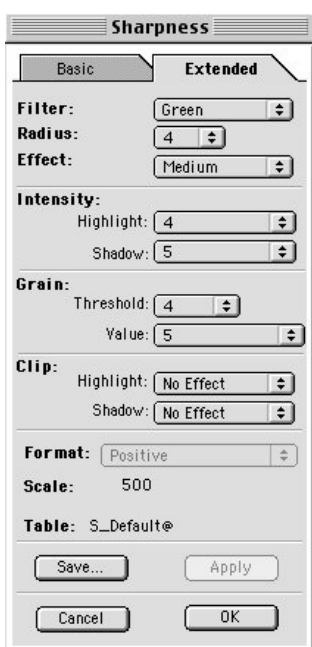 Sharpness
Basic Extended
Filter: Green
Radius: 4
Effect: Medium
Intensity:
Highlight: 4
Shadow: 5
Grain:
Threshold: 4
Value: 5
Clip:
Highlight: No Effect
Shadow: No Effect
Format: Positive
Scale: 500
Table: S_Default@
Save... Apply
Cancel OK